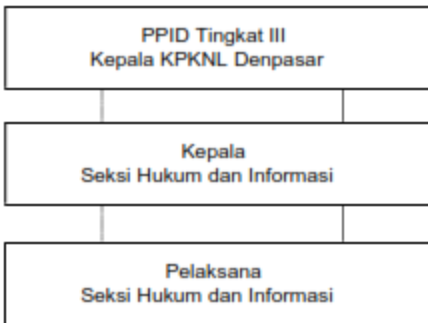 PPID Tingkat III
Kepala KPKNL Denpasar
Kepala
Seksi Hukum dan Informasi
Pelaksana
Seksi Hukum dan Informasi